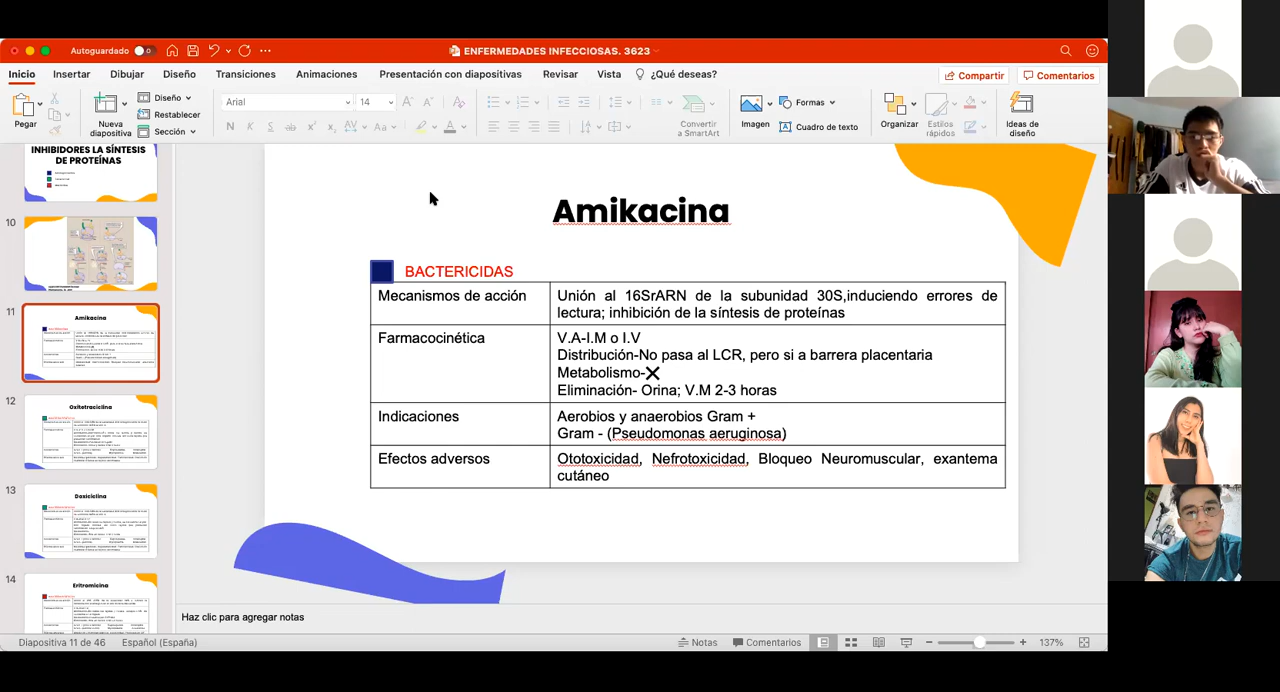 Autoguardado
ENFERMEDADES INFECCIOSAS. 3623
Inicio Insertar Dibujar Diseño Transiciones Animaciones Presentación con diapositivas Revisar Vista ¿Qué deseas? Compartir Comentarios
Pegar
Nueva diapositiva
Diseño
Restablecer
Sección
Arial 14
Convertir a SmartArt
Imagen
Formas
Cuadro de texto
Organizar
Estilos rápidos
Ideas de diseño
INHIBIDORES LA SÍNTESIS
DE PROTEÍNAS
10
11
Amikacina
12
Oxitetraciclina
13
Doxiciclina
14
Eritromicina
Amikacina
BACTERICIDAS
Mecanismos de acción
Unión al 16SrARN de la subunidad 30S,induciendo errores de
lectura; inhibición de la síntesis de proteínas
Farmacocinética
V.A-I.M o I.V
Distribución-No pasa al LCR, pero si a barrera placentaria
Metabolismo-
Eliminación- Orina; V.M 2-3 horas
Indicaciones
Aerobios y anaerobios Gram +
Gram - (Pseudomonas aeruginosa)
Efectos adversos
Ototoxicidad, Nefrotoxicidad, Bloqueo Neuromuscular, exantema
cutáneo
Haz clic para agregar notas
Diapositiva 11 de 46 Español (España) Notas Comentarios 137%